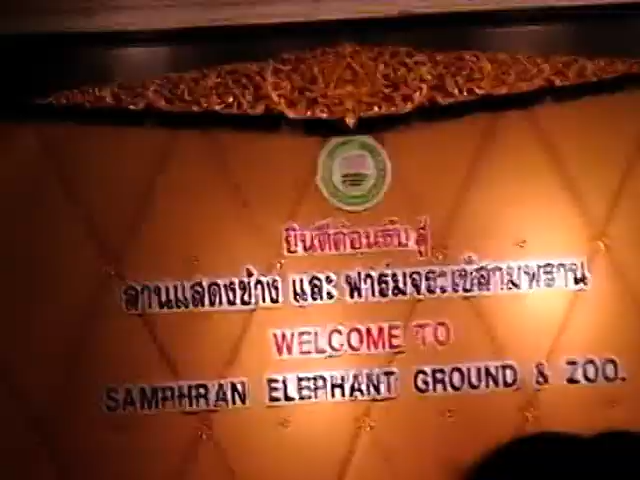 ยินดีต้อนรับ สู่
ลานแสดงช้าง และ ฟาร์มจระเข้สามพราน
WELCOME TO
SAMPHRAN ELEPHANT GROUND & ZOO.